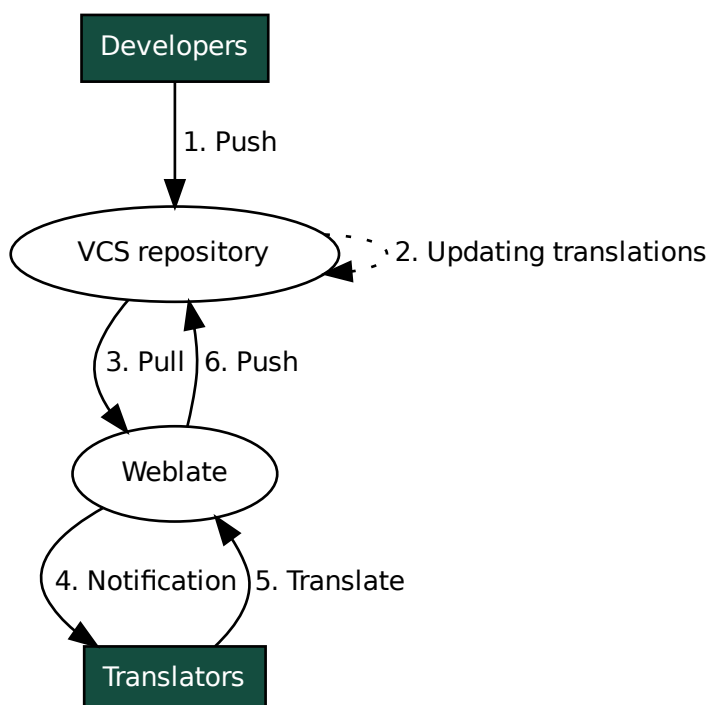 Developers
1. Push
VCS repository
2. Updating translations
3. Pull
6. Push
Weblate
4. Notification
5. Translate
Translators